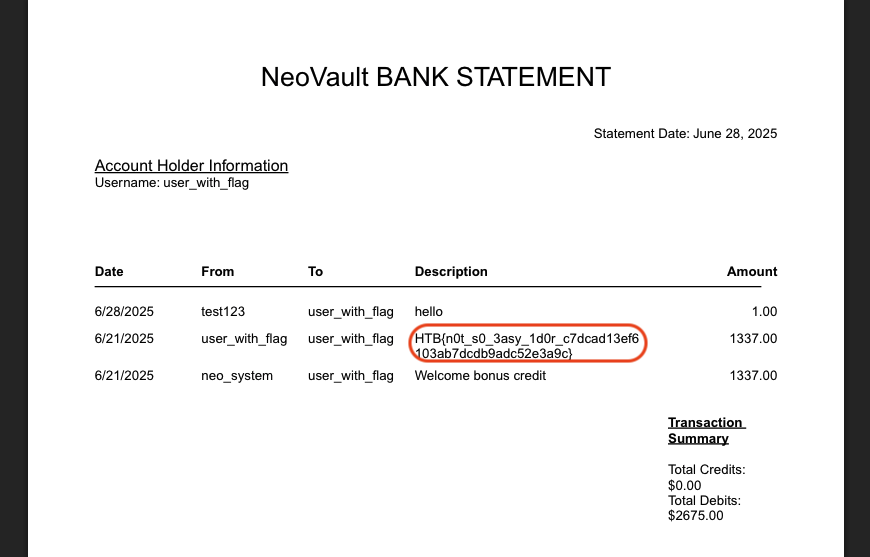 NeoVault BANK STATEMENT
Statement Date: June 28, 2025
Account Holder Information
Username: user_with_flag
Date From To Description Amount
6/28/2025 test123 user_with_flag hello 1.00
6/21/2025 user_with_flag user_with_flag HTB{n0t_s0_3asy_1d0r_c7dcad13ef6 1337.00
103ab7dcdb9adc52e3a9c}
6/21/2025 neo_system user_with_flag Welcome bonus credit 1337.00
Transaction
Summary
Total Credits:
$0.00
Total Debits:
$2675.00